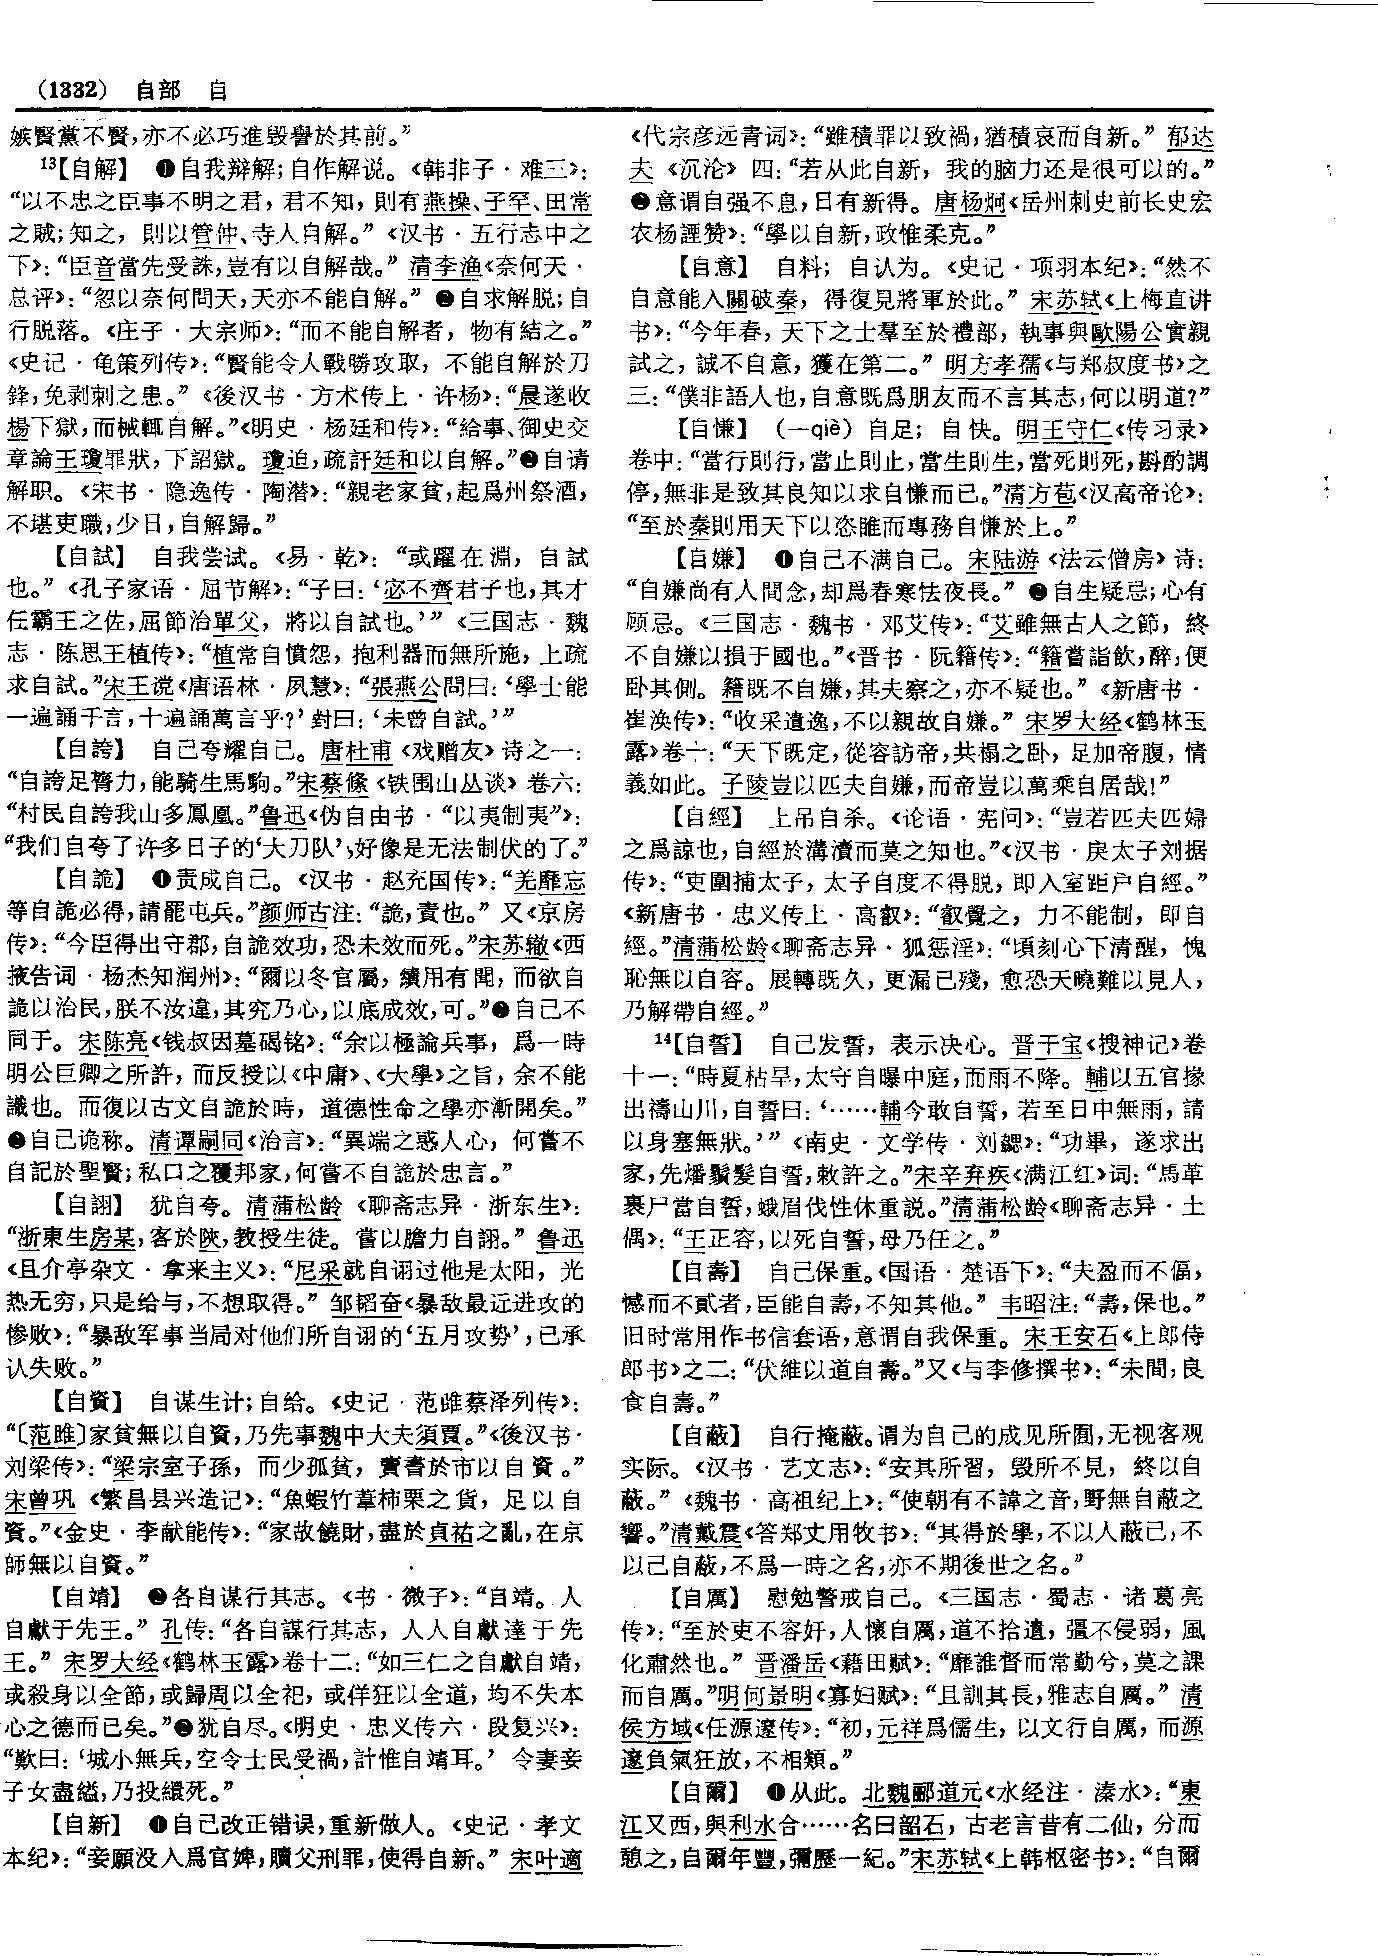 （1332） 自部 自
嫉賢黨不賢，亦不必巧進毀譽於其前。”
13【自解】 ❶自我辩解；自作解说。《韩非子·难三》：
“以不忠之臣事不明之君，君不知，則有燕操、子罕、田常
之賊；知之，則以管仲、寺人自解。”《汉书·五行志中之
下》：“臣音當先受誅，豈有以自解哉。”清李渔《奈何天·
总评》：“忽以奈何問天，天亦不能自解。”❷自求解脱；自
行脱落。《庄子·大宗师》：“而不能自解者，物有結之。”
《史记·龟策列传》：“賢能令人戰勝攻取，不能自解於刀
鋒，免剥刺之患。”《後汉书·方术传上·许杨》：“晨遂收
楊下獄，而械輒自解。”《明史·杨廷和传》：“給事、御史交
章論王瓊罪狀，下詔獄。瓊迫，疏訐廷和以自解。”❸自请
解职。《宋书·隐逸传·陶潜》：“親老家貧，起爲州祭酒，
不堪吏職，少日，自解歸。”
【自試】 自我尝试。《易·乾》：“或躍在淵，自試
也。”《孔子家语·屈节解》：“子曰：‘宓不齊君子也，其才
任霸王之佐，屈節治單父，將以自試也。’”《三国志·魏
志·陈思王植传》：“植常自憤怨，抱利器而無所施，上疏
求自試。”宋王谠《唐语林·夙慧》：“張燕公問曰：‘學士能
一遍誦千言，十遍誦萬言乎？’對曰：‘未曾自試。’”
【自誇】 自己夸耀自己。唐杜甫《戏赠友》诗之一：
“自誇足膂力，能騎生馬駒。”宋蔡絛《铁围山丛谈》卷六：
“村民自誇我山多鳳凰。”鲁迅《伪自由书·“以夷制夷”》：
“我们自夸了许多日子的‘大刀队’，好像是无法制伏的了。”
【自詭】 ❶责成自己。《汉书·赵充国传》：“羌靡忘
等自詭必得，請罷屯兵。”颜师古注：“詭，責也。”又《京房
传》：“今臣得出守郡，自詭效功，恐未效而死。”宋苏辙《西
掖告词·杨杰知润州》：“爾以冬官屬，績用有聞，而欲自
詭以治民，朕不汝違，其究乃心，以底成效，可。”❷自己不
同于。宋陈亮《钱叔因墓碣铭》：“余以極論兵事，爲一時
明公巨卿之所許，而反授以《中庸》、《大學》之旨，余不能
識也。而復以古文自詭於時，道德性命之學亦漸開矣。”
❸自己诡称。清谭嗣同《治言》：“異端之惑人心，何嘗不
自記於聖賢；私口之覆邦家，何嘗不自詭於忠言。”
【自詡】 犹自夸。清蒲松龄《聊斋志异·浙东生》：
“浙東生房某，客於陝，教授生徒。嘗以膽力自詡。”鲁迅
《且介亭杂文·拿来主义》：“尼采就自诩过他是太阳，光
热无穷，只是给与，不想取得。”邹韬奋《暴敌最近进攻的
惨败》：“暴敌军事当局对他们所自诩的‘五月攻势’，已承
认失败。”
【自資】 自谋生计；自给。《史记·范雎蔡泽列传》：
“〔范雎〕家貧無以自資，乃先事魏中大夫須賈。”《後汉书·
刘梁传》：“梁宗室子孫，而少孤貧，賣書於市以自資。”
宋曾巩《繁昌县兴造记》：“魚蝦竹葦柿栗之貨，足以自
資。”《金史·李献能传》：“家故饒財，盡於貞祐之亂，在京
師無以自資。”
【自靖】 ❶各自谋行其志。《书·微子》：“自靖。人
自獻于先王。”孔传：“各自謀行其志，人人自獻達于先
王。”宋罗大经《鹤林玉露》卷十二：“如三仁之自獻自靖，
或殺身以全節，或歸周以全祀，或佯狂以全道，均不失本
心之德而已矣。”❷犹自尽。《明史·忠义传六·段复兴》：
“歎曰：‘城小無兵，空令士民受禍，計惟自靖耳。’令妻妾
子女盡縊，乃投繯死。”
【自新】 ❶自己改正错误，重新做人。《史记·孝文
本纪》：“妾願没入爲官婢，贖父刑罪，使得自新。”宋叶適
《代宗彦远青词》：“雖積罪以致禍，猶積哀而自新。”郁达
夫《沉沦》四：“若从此自新，我的脑力还是很可以的。”
❷意谓自强不息，日有新得。唐杨炯《岳州刺史前长史宏
农杨諲赞》：“學以自新，政惟柔克。”
【自意】 自料；自认为。《史记·项羽本纪》：“然不
自意能入關破秦，得復見將軍於此。”宋苏轼《上梅直讲
书》：“今年春，天下之士羣至於禮部，執事與歐陽公實親
試之，誠不自意，獲在第二。”明方孝孺《与郑叔度书》之
三：“僕非語人也，自意既爲朋友而不言其志，何以明道？”
【自慊】 （一qiè）自足；自快。明王守仁《传习录》
卷中：“當行則行，當止則止，當生則生，當死則死，斟酌調
停，無非是致其良知以求自慊而已。”清方苞《汉高帝论》：
“至於秦則用天下以恣睢而專務自慊於上。”
【自嫌】 ❶自己不满自己。宋陆游《法云僧房》诗：
“自嫌尚有人間念，却爲春寒怯夜長。”❷自生疑忌；心有
顾忌。《三国志·魏书·邓艾传》：“艾雖無古人之節，終
不自嫌以損于國也。”《晋书·阮籍传》：“籍嘗詣飲，醉，便
卧其側。籍既不自嫌，其夫察之，亦不疑也。”《新唐书·
崔涣传》：“收采遺逸，不以親故自嫌。”宋罗大经《鹤林玉
露》卷十：“天下既定，從容訪帝，共榻之卧，足加帝腹，情
義如此。子陵豈以匹夫自嫌，而帝豈以萬乘自居哉！”
【自經】 上吊自杀。《论语·宪问》：“豈若匹夫匹婦
之爲諒也，自經於溝瀆而莫之知也。”《汉书·戾太子刘据
传》：“吏圍捕太子，太子自度不得脱，即入室距户自經。”
《新唐书·忠义传上·高叡》：“叡覺之，力不能制，即自
經。”清蒲松龄《聊斋志异·狐惩淫》：“頃刻心下清醒，愧
恥無以自容。展轉既久，更漏已殘，愈恐天曉難以見人，
乃解帶自經。”
14【自誓】 自己发誓，表示决心。晋干宝《搜神记》卷
十一：“時夏枯旱，太守自曝中庭，而雨不降。輔以五官掾
出禱山川，自誓曰：‘……輔今敢自誓，若至日中無雨，請
以身塞無狀。’”《南史·文学传·刘勰》：“功畢，遂求出
家，先燔鬚髮自誓，敕許之。”宋辛弃疾《满江红》词：“馬革
裹尸當自誓，蛾眉伐性休重説。”清蒲松龄《聊斋志异·土
偶》：“王正容，以死自誓，母乃任之。”
【自壽】 自己保重。《国语·楚语下》：“夫盈而不偪，
憾而不貳者，臣能自壽，不知其他。”韦昭注：“壽，保也。”
旧时常用作书信套语，意谓自我保重。宋王安石《上郎侍
郎书》之二：“伏維以道自壽。”又《与李修撰书》：“未間，良
食自壽。”
【自蔽】 自行掩蔽。谓为自己的成见所囿，无视客观
实际。《汉书·艺文志》：“安其所習，毁所不見，終以自
蔽。”《魏书·高祖纪上》：“使朝有不諱之音，野無自蔽之
響。”清戴震《答郑丈用牧书》：“其得於學，不以人蔽己，不
以己自蔽，不爲一時之名，亦不期後世之名。”
【自厲】 慰勉警戒自己。《三国志·蜀志·诸葛亮
传》：“至於吏不容奸，人懷自厲，道不拾遺，彊不侵弱，風
化肅然也。”晋潘岳《藉田赋》：“靡誰督而常勤兮，莫之課
而自厲。”明何景明《寡妇赋》：“且訓其長，雅志自厲。”清
侯方域《任源邃传》：“初，元祥爲儒生，以文行自厲，而源
邃負氣狂放，不相類。”
【自爾】 ❶从此。北魏郦道元《水经注·溱水》：“東
江又西，與利水合……名曰韶石，古老言昔有二仙，分而
憩之，自爾年豐，彌歷一紀。”宋苏轼《上韩枢密书》：“自爾